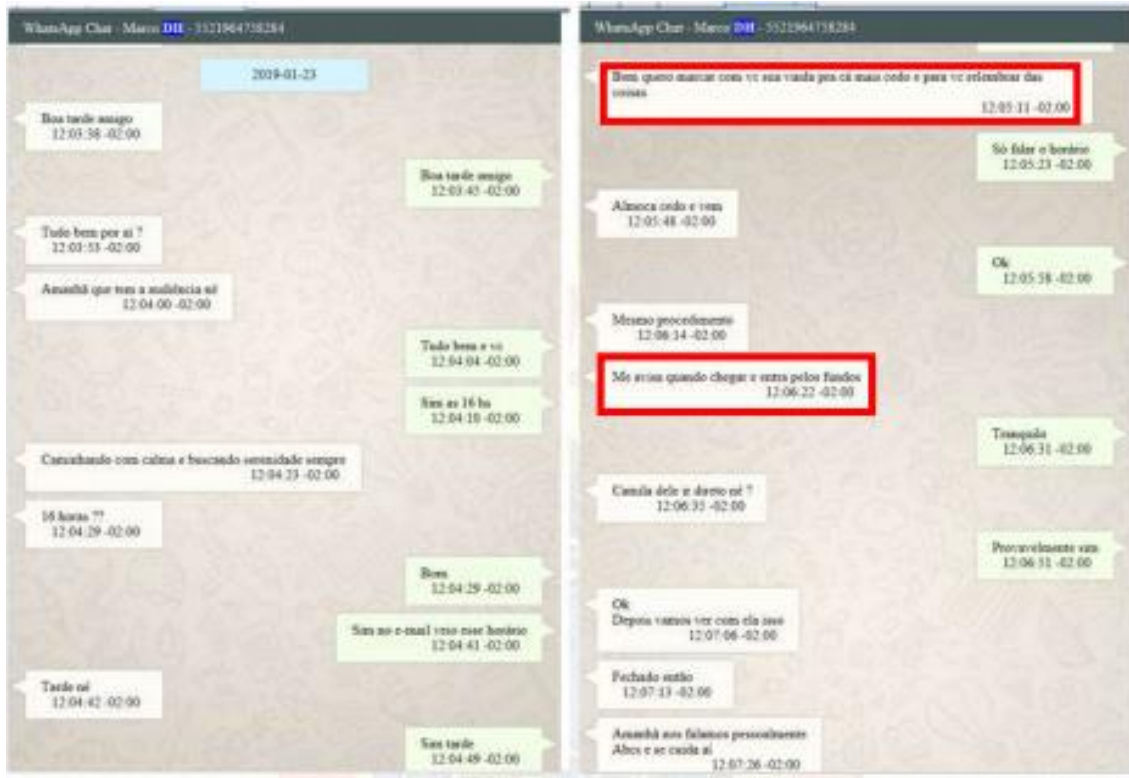 WhatsApp Chat - Marco DH - 5521964758284
2019-01-23
Boa tarde amigo
12:03:38 -02:00
Boa tarde amigo
12:03:45 -02:00
Tudo bem por ai ?
12:03:53 -02:00
Amanhã que tem a audiência né
12:04:00 -02:00
Tudo bem e vc
12:04:04 -02:00
Sim as 16 hs
12:04:10 -02:00
Caminhando com calma e buscando serenidade sempre
12:04:23 -02:00
16 horas ??
12:04:29 -02:00
Bom
12:04:29 -02:00
Sim no e-mail veio esse horário
12:04:41 -02:00
Tarde né
12:04:42 -02:00
Sim tarde
12:04:49 -02:00
WhatsApp Chat - Marco DH - 5521964758284
Bem quero marcar com vc sua vinda pra cá mais cedo e para vc relembrar das
coisas
12:05:11 -02:00
Só falar o horário
12:05:23 -02:00
Almoca cedo e vem
12:05:48 -02:00
Ok
12:05:58 -02:00
Mesmo procedimento
12:06:14 -02:00
Me avisa quando chegar e entra pelos fundos
12:06:22 -02:00
Tranquilo
12:06:31 -02:00
Camila dele ir direto né ?
12:06:35 -02:00
Provavelmente sim
12:06:51 -02:00
Ok
Depois vamos ver com ela isso
12:07:06 -02:00
Fechado então
12:07:13 -02:00
Amanhã nos falamos pessoalmente
Abcs e se cuida aí
12:07:26 -02:00